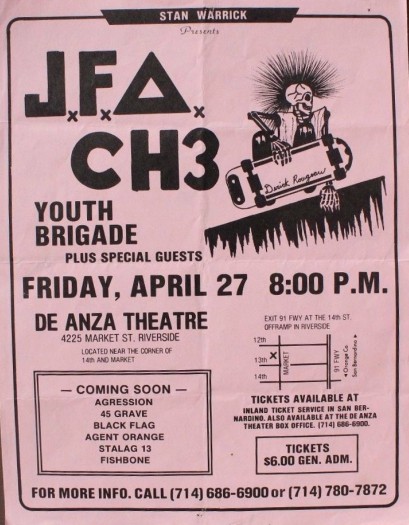 STAN WARRICK
Presents
J.F.A.
x x x
CH3
Derick Rougeau
YOUTH
BRIGADE
PLUS SPECIAL GUESTS
FRIDAY, APRIL 27 8:00 P.M.
DE ANZA THEATRE
4225 MARKET ST. RIVERSIDE
LOCATED NEAR THE CORNER OF
14th AND MARKET
EXIT 91 FWY AT THE 14th ST.
OFFRAMP IN RIVERSIDE
12th
13th X
14th
MARKET
91 FWY
Orange Co.
San Bernardino
— COMING SOON —
AGRESSION
45 GRAVE
BLACK FLAG
AGENT ORANGE
STALAG 13
FISHBONE
TICKETS AVAILABLE AT
INLAND TICKET SERVICE IN SAN BER-
NARDINO. ALSO AVAILABLE AT THE DE ANZA
THEATER BOX OFFICE. (714) 686-6900.
TICKETS
$6.00 GEN. ADM.
FOR MORE INFO. CALL (714) 686-6900 or (714) 780-7872